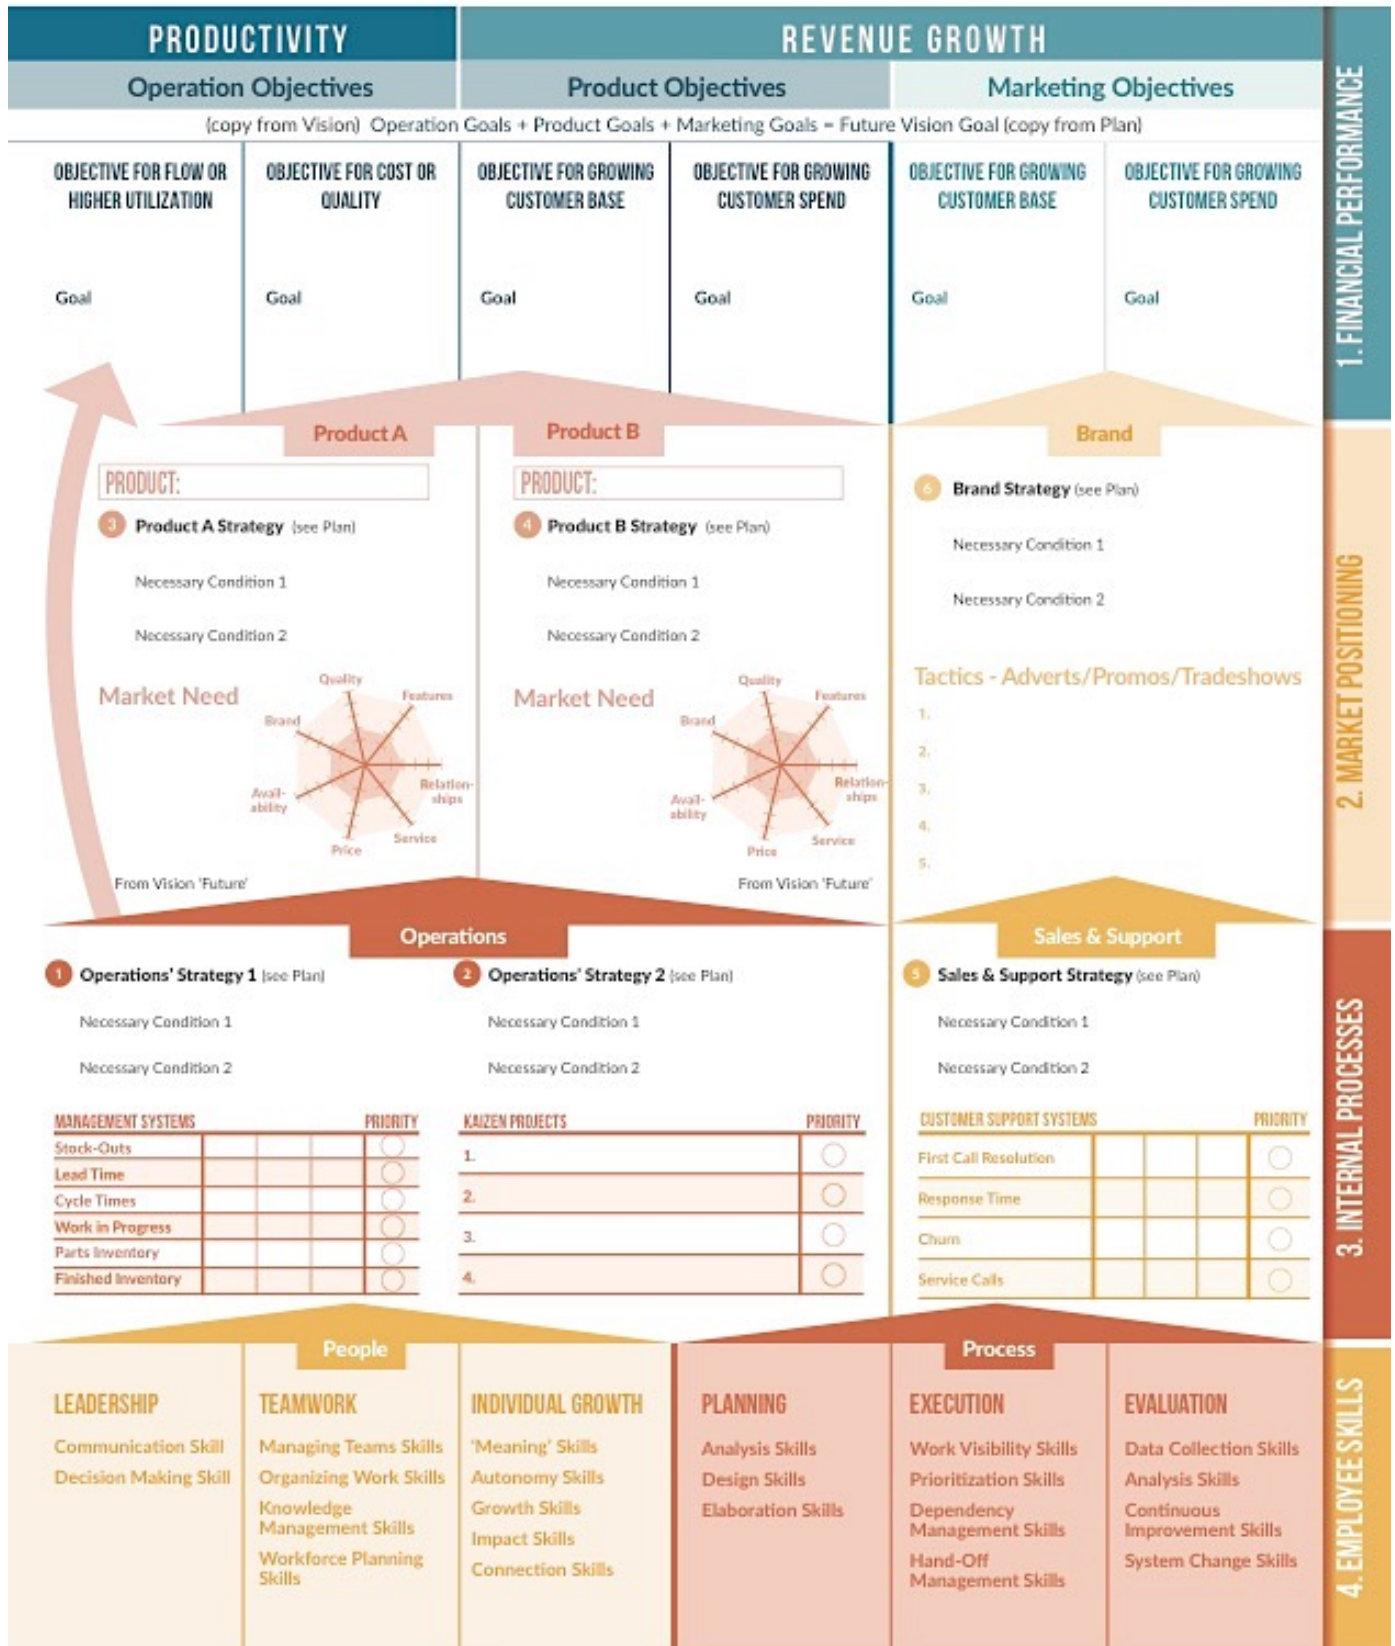 PRODUCTIVITY
REVENUE GROWTH
Operation Objectives
Product Objectives
Marketing Objectives
(copy from Vision) Operation Goals + Product Goals + Marketing Goals = Future Vision Goal (copy from Plan)
OBJECTIVE FOR FLOW OR
HIGHER UTILIZATION
Goal
OBJECTIVE FOR COST OR
QUALITY
Goal
OBJECTIVE FOR GROWING
CUSTOMER BASE
Goal
OBJECTIVE FOR GROWING
CUSTOMER SPEND
Goal
OBJECTIVE FOR GROWING
CUSTOMER BASE
Goal
OBJECTIVE FOR GROWING
CUSTOMER SPEND
Goal
1. FINANCIAL PERFORMANCE
Product A
PRODUCT:
3 Product A Strategy (see Plan)
Necessary Condition 1
Necessary Condition 2
Market Need
Quality
Features
Brand
Relation-
ships
Avail-
ability
Service
Price
From Vision 'Future'
Product B
PRODUCT:
4 Product B Strategy (see Plan)
Necessary Condition 1
Necessary Condition 2
Market Need
Quality
Features
Brand
Relation-
ships
Avail-
ability
Service
Price
From Vision 'Future'
Brand
6 Brand Strategy (see Plan)
Necessary Condition 1
Necessary Condition 2
Tactics - Adverts/Promos/Tradeshows
1.
2.
3.
4.
5.
2. MARKET POSITIONING
Operations
1 Operations' Strategy 1 (see Plan)
Necessary Condition 1
Necessary Condition 2
2 Operations' Strategy 2 (see Plan)
Necessary Condition 1
Necessary Condition 2
MANAGEMENT SYSTEMS PRIORITY
Stock-Outs
Lead Time
Cycle Times
Work in Progress
Parts Inventory
Finished Inventory
KAIZEN PROJECTS PRIORITY
1.
2.
3.
4.
Sales & Support
5 Sales & Support Strategy (see Plan)
Necessary Condition 1
Necessary Condition 2
CUSTOMER SUPPORT SYSTEMS PRIORITY
First Call Resolution
Response Time
Churn
Service Calls
3. INTERNAL PROCESSES
People
LEADERSHIP
Communication Skill
Decision Making Skill
TEAMWORK
Managing Teams Skills
Organizing Work Skills
Knowledge
Management Skills
Workforce Planning
Skills
INDIVIDUAL GROWTH
'Meaning' Skills
Autonomy Skills
Growth Skills
Impact Skills
Connection Skills
Process
PLANNING
Analysis Skills
Design Skills
Elaboration Skills
EXECUTION
Work Visibility Skills
Prioritization Skills
Dependency
Management Skills
Hand-Off
Management Skills
EVALUATION
Data Collection Skills
Analysis Skills
Continuous
Improvement Skills
System Change Skills
4. EMPLOYEE SKILLS